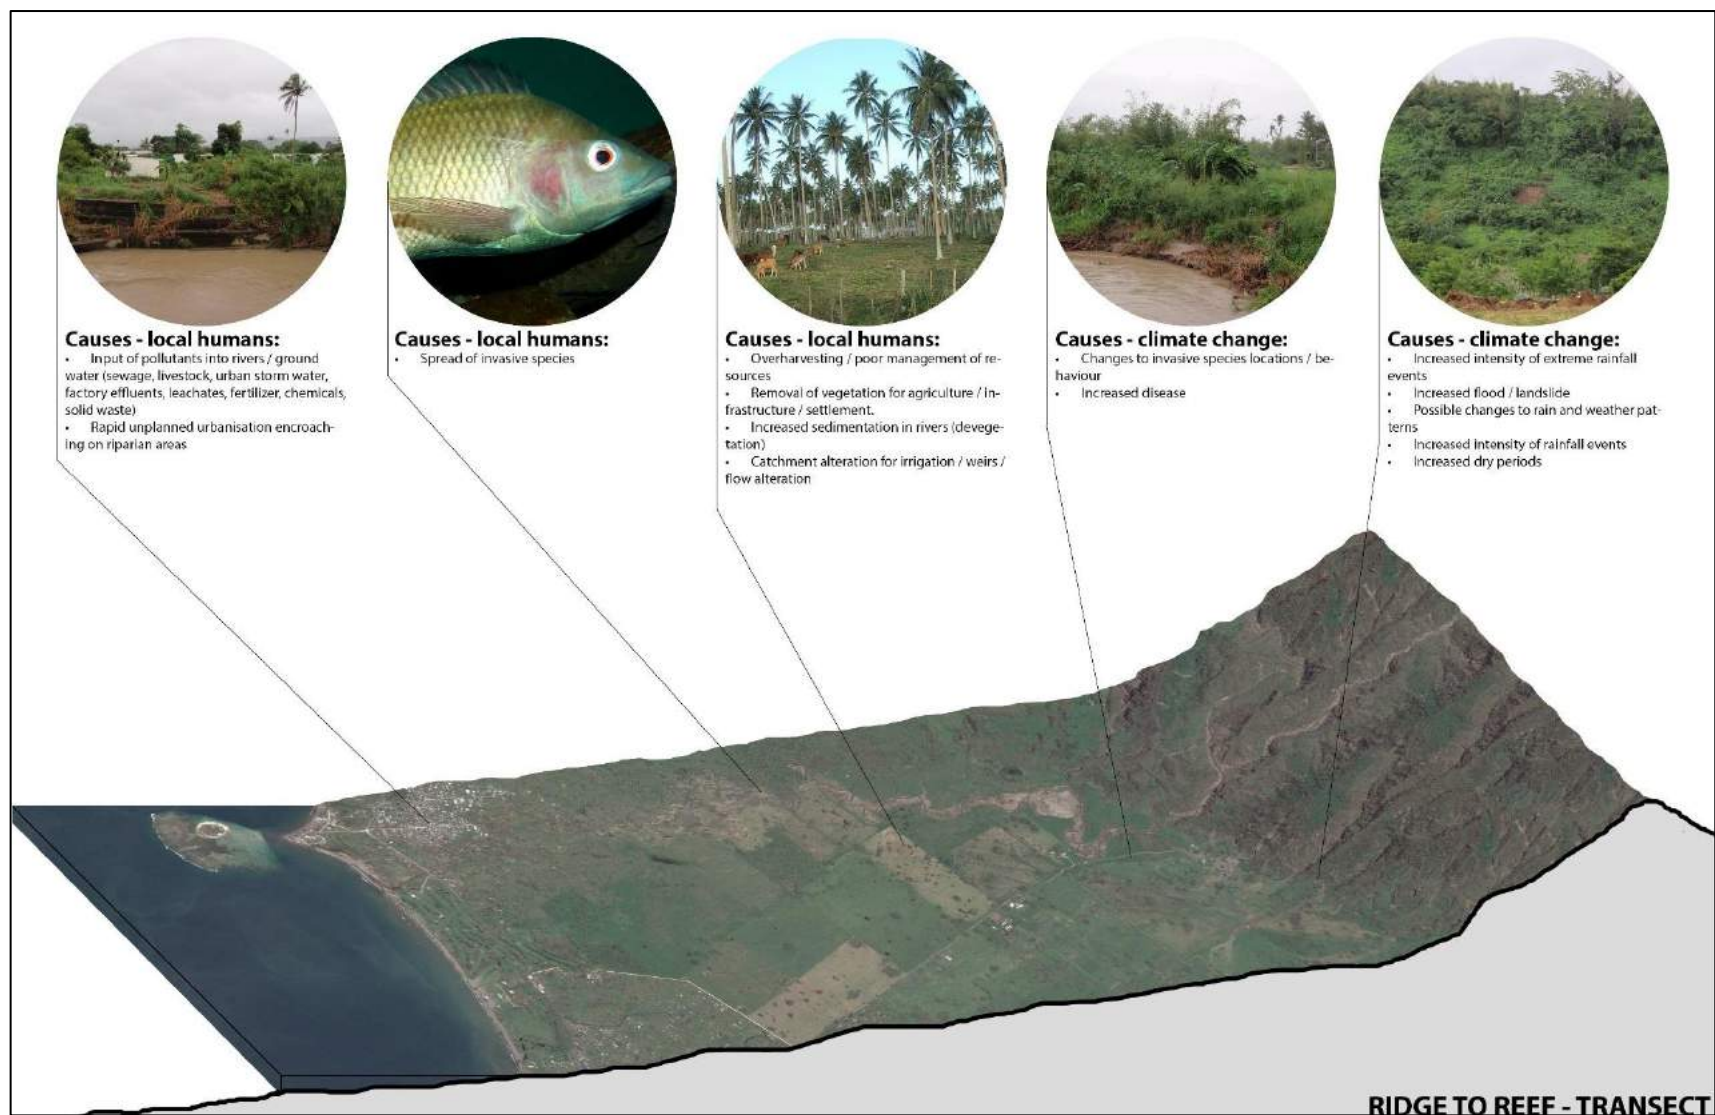 Causes - local humans:
• Input of pollutants into rivers / ground
water (sewage, livestock, urban storm water,
factory effluents, leachates, fertilizer, chemicals,
solid waste)
• Rapid unplanned urbanisation encroach-
ing on riparian areas
Causes - local humans:
• Spread of invasive species
Causes - local humans:
• Overharvesting / poor management of re-
sources
• Removal of vegetation for agriculture / in-
frastructure / settlement.
• Increased sedimentation in rivers (devege-
tation)
• Catchment alteration for irrigation / weirs /
flow alteration
Causes - climate change:
• Changes to invasive species locations / be-
haviour
• Increased disease
Causes - climate change:
• Increased intensity of extreme rainfall
events
• Increased flood / landslide
• Possible changes to rain and weather pat-
terns
• Increased intensity of rainfall events
• Increased dry periods
RIDGE TO REEF - TRANSECT